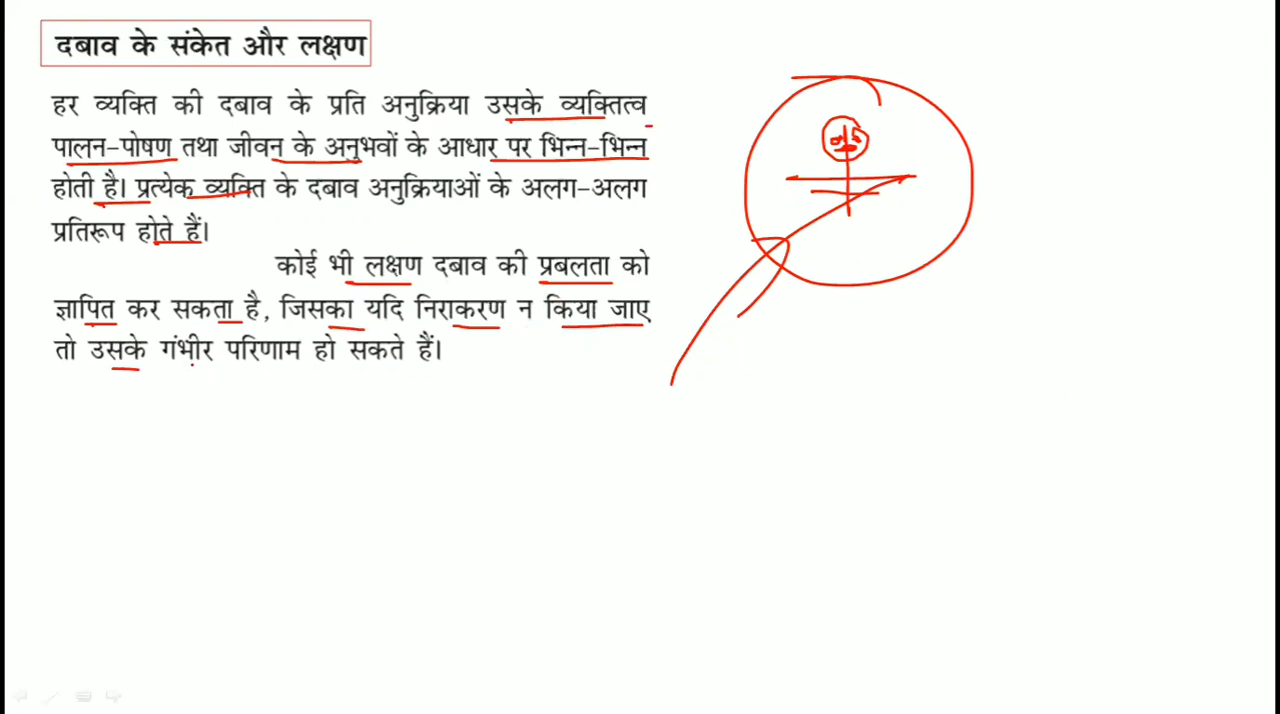 दबाव के संकेत और लक्षण
हर व्यक्ति की दबाव के प्रति अनुक्रिया उसके व्यक्तित्व
पालन-पोषण तथा जीवन के अनुभवों के आधार पर भिन्न-भिन्न
होती है। प्रत्येक व्यक्ति के दबाव अनुक्रियाओं के अलग-अलग
प्रतिरूप होते हैं।
कोई भी लक्षण दबाव की प्रबलता को
ज्ञापित कर सकता है, जिसका यदि निराकरण न किया जाए
तो उसके गंभीर परिणाम हो सकते हैं।